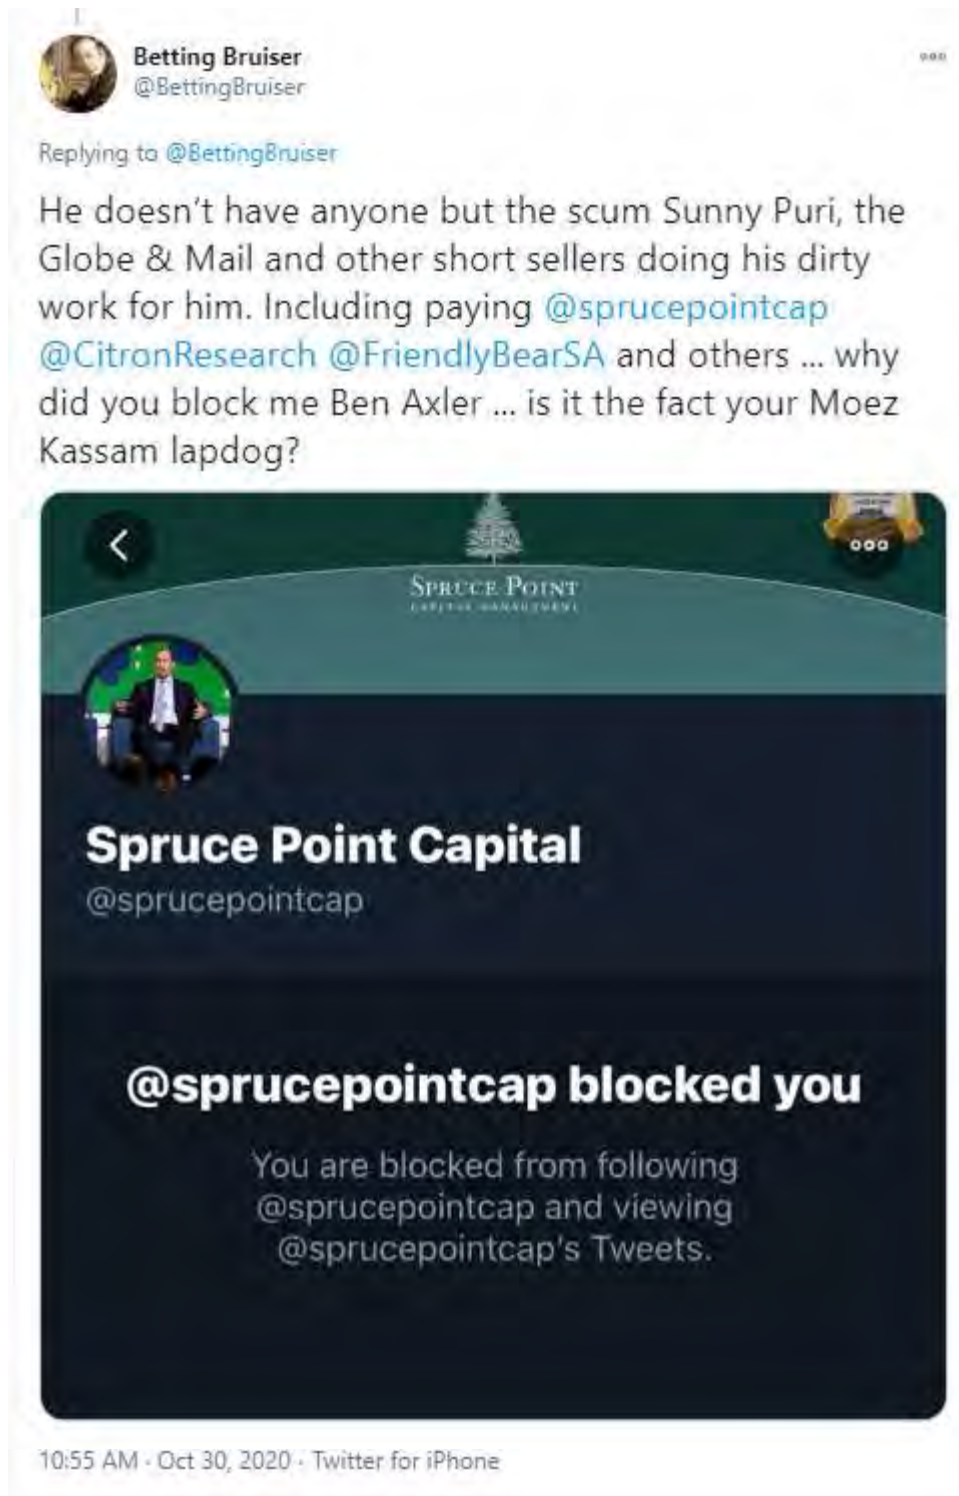 Betting Bruiser
@BettingBruiser
Replying to @BettingBruiser
He doesn't have anyone but the scum Sunny Puri, the
Globe & Mail and other short sellers doing his dirty
work for him. Including paying @sprucepointcap
@CitronResearch @FriendlyBearSA and others ... why
did you block me Ben Axler ... is it the fact your Moez
Kassam lapdog?
SPRUCE POINT
CAPITAL MANAGEMENT
Spruce Point Capital
@sprucepointcap
@sprucepointcap blocked you
You are blocked from following
@sprucepointcap and viewing
@sprucepointcap's Tweets.
10:55 AM · Oct 30, 2020 · Twitter for iPhone